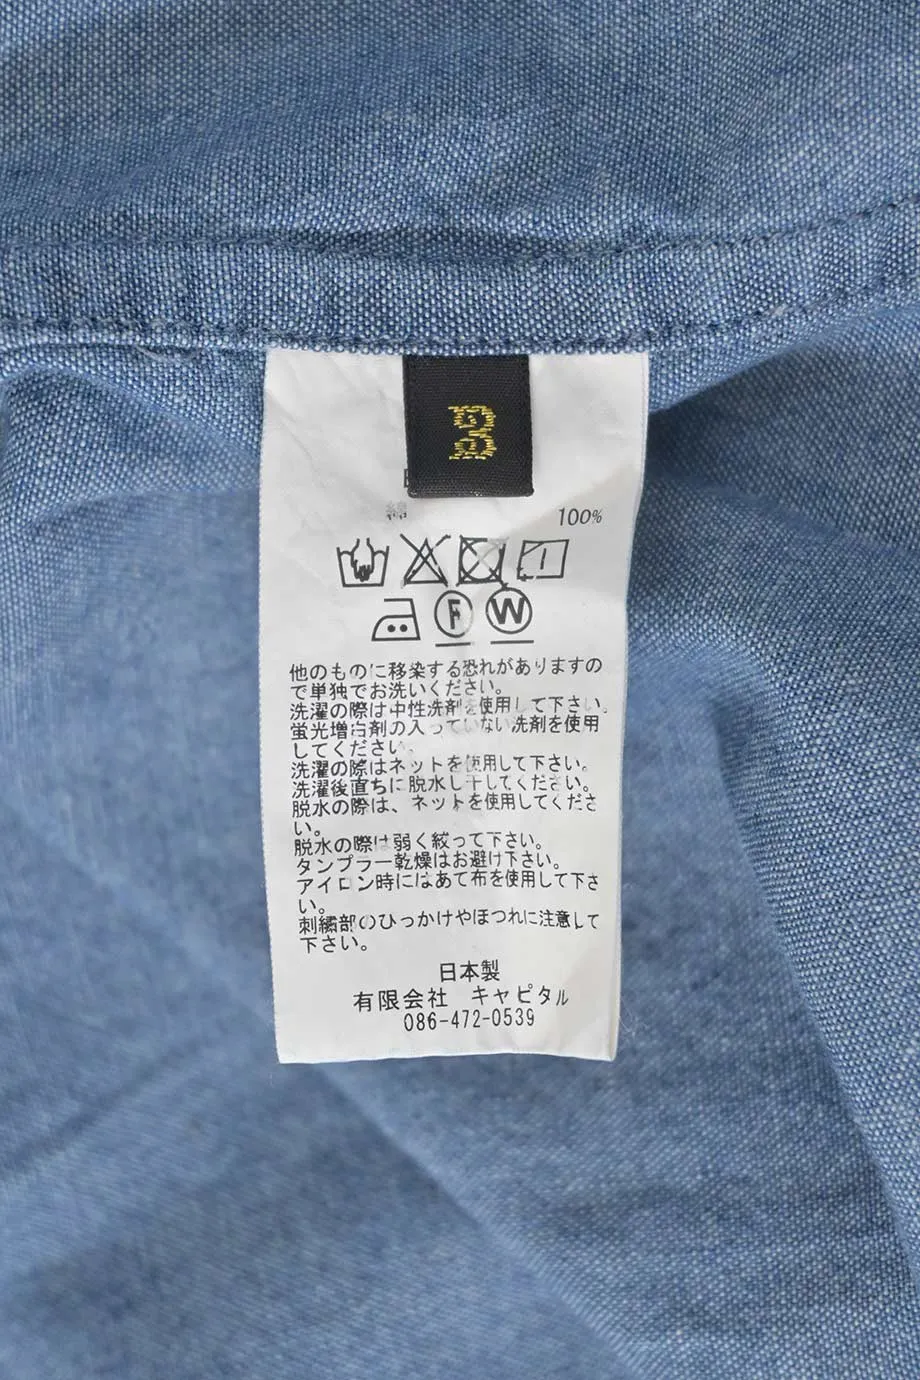 3
綿 100%
F W
他のものに移染する恐れがありますの
で単独でお洗いください。
洗濯の際は中性洗剤を使用して下さい。
蛍光増白剤の入っていない洗剤を使用
してください。
洗濯の際はネットを使用して下さい。
洗濯後直ちに脱水し干してください。
脱水の際は、ネットを使用してくださ
い。
脱水の際は弱く絞って下さい。
タンブラー乾燥はお避け下さい。
アイロン時にはあて布を使用して下さ
い。
刺繍部のひっかけやほつれに注意して
下さい。
日本製
有限会社 キャピタル
086-472-0539